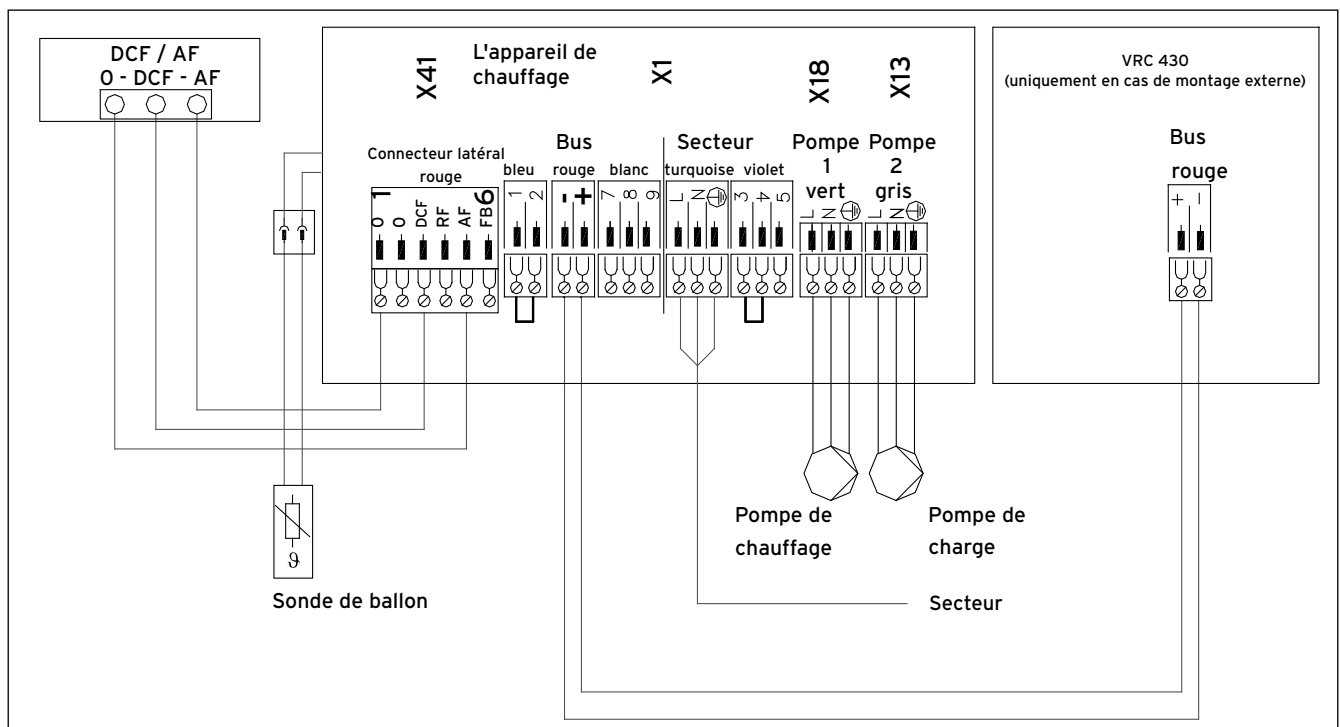 DCF / AF
0 - DCF - AF
X41
L'appareil de
chauffage
X1
X18
X13
VRC 430
(uniquement en cas de montage externe)
Connecteur latéral
rouge
Bus
bleu
rouge
blanc
Secteur
turquoise
violet
Pompe
1
vert
Pompe
2
gris
Bus
rouge
1
6
0
0
DCF
RF
AF
FB
1
2
-
+
7
8
9
L
N
3
4
5
L
N
L
N
+
-
ϑ
Sonde de ballon
Pompe de
chauffage
Pompe de
charge
Secteur